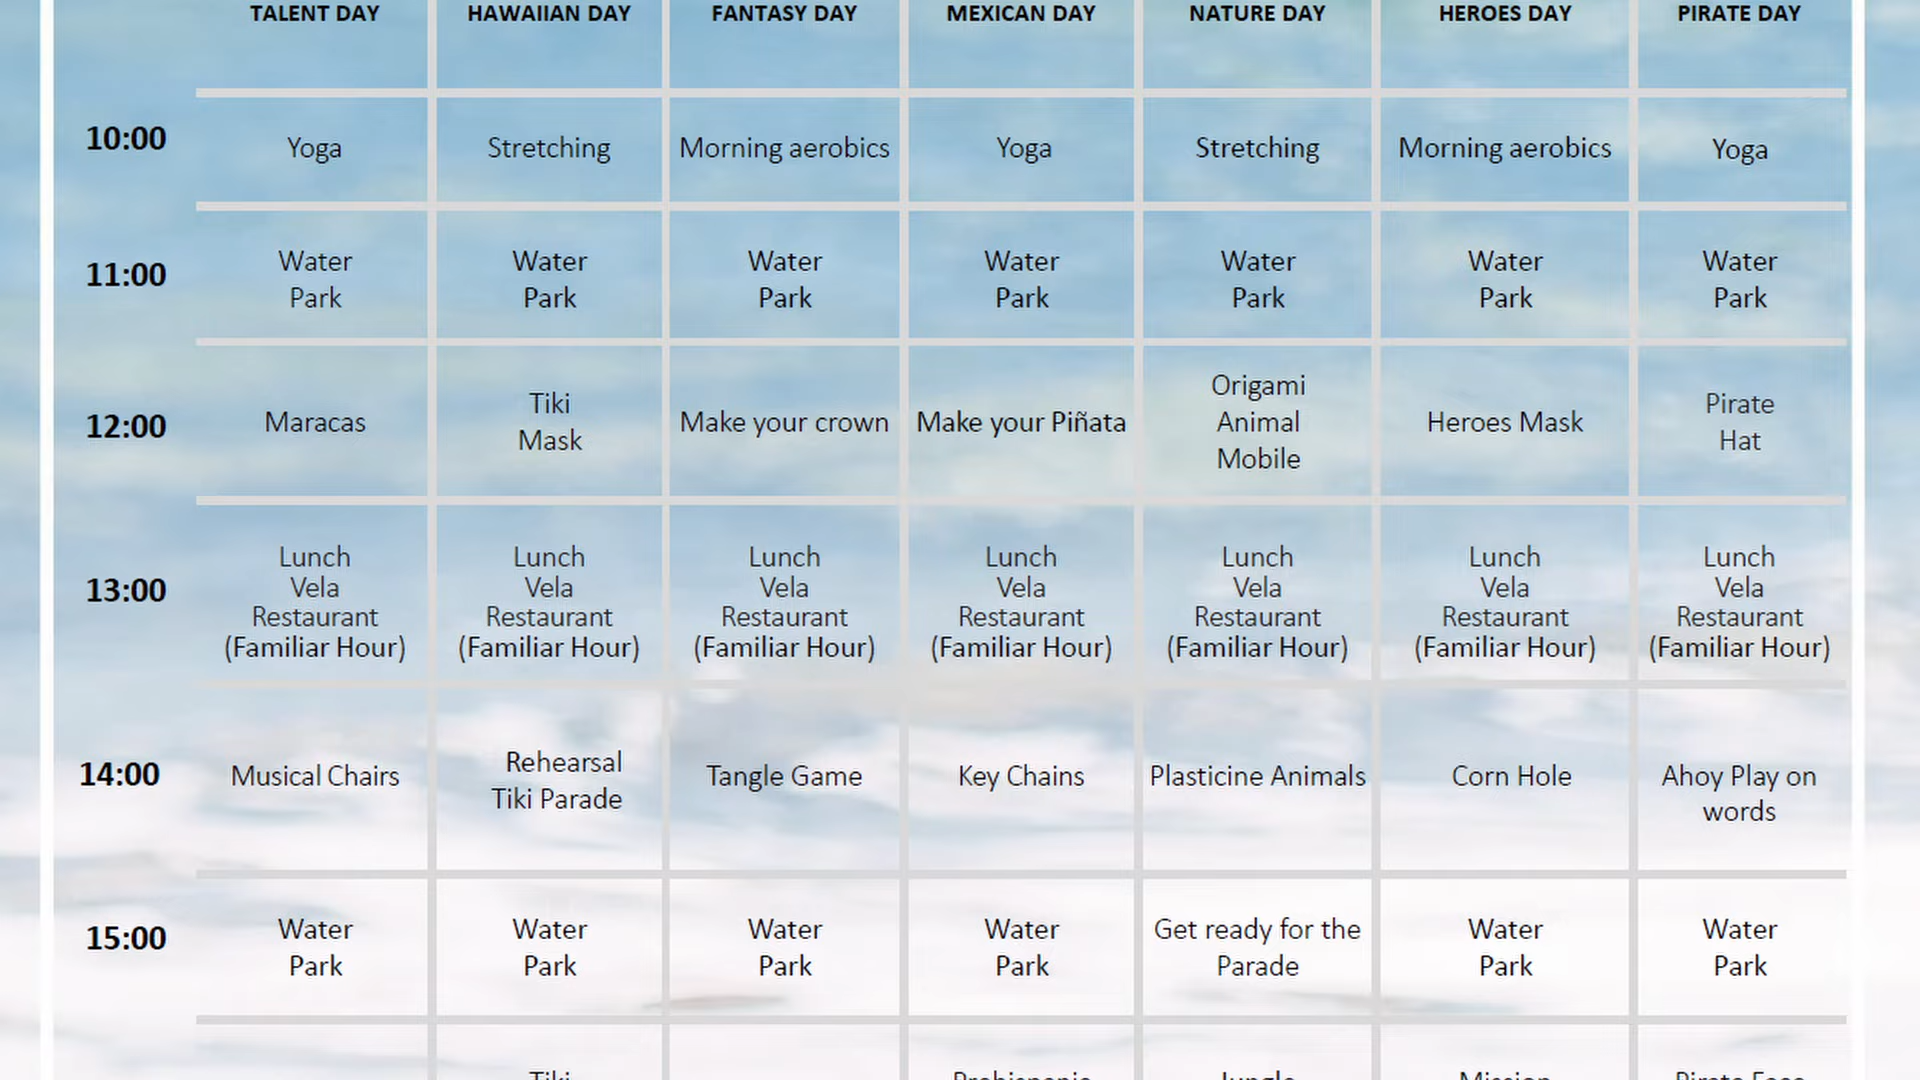 TALENT DAY HAWAIIAN DAY FANTASY DAY MEXICAN DAY NATURE DAY HEROES DAY PIRATE DAY
10:00 Yoga Stretching Morning aerobics Yoga Stretching Morning aerobics Yoga
11:00
Water Water Water Water Water Water Water
Park Park Park Park Park Park Park
12:00
Maracas
Tiki
Mask
Make your crown
Make your Piñata
Origami
Animal
Mobile
Heroes Mask
Pirate
Hat
13:00
Lunch Lunch Lunch Lunch Lunch Lunch Lunch
Vela Vela Vela Vela Vela Vela Vela
Restaurant Restaurant Restaurant Restaurant Restaurant Restaurant Restaurant
(Familiar Hour) (Familiar Hour) (Familiar Hour) (Familiar Hour) (Familiar Hour) (Familiar Hour) (Familiar Hour)
14:00
Musical Chairs
Rehearsal
Tiki Parade
Tangle Game
Key Chains
Plasticine Animals
Corn Hole
Ahoy Play on
words
15:00
Water Water Water Water Get ready for the Water Water
Park Park Park Park Parade Park Park
Tiki Prehispanic Jungle Mission Pirate Face